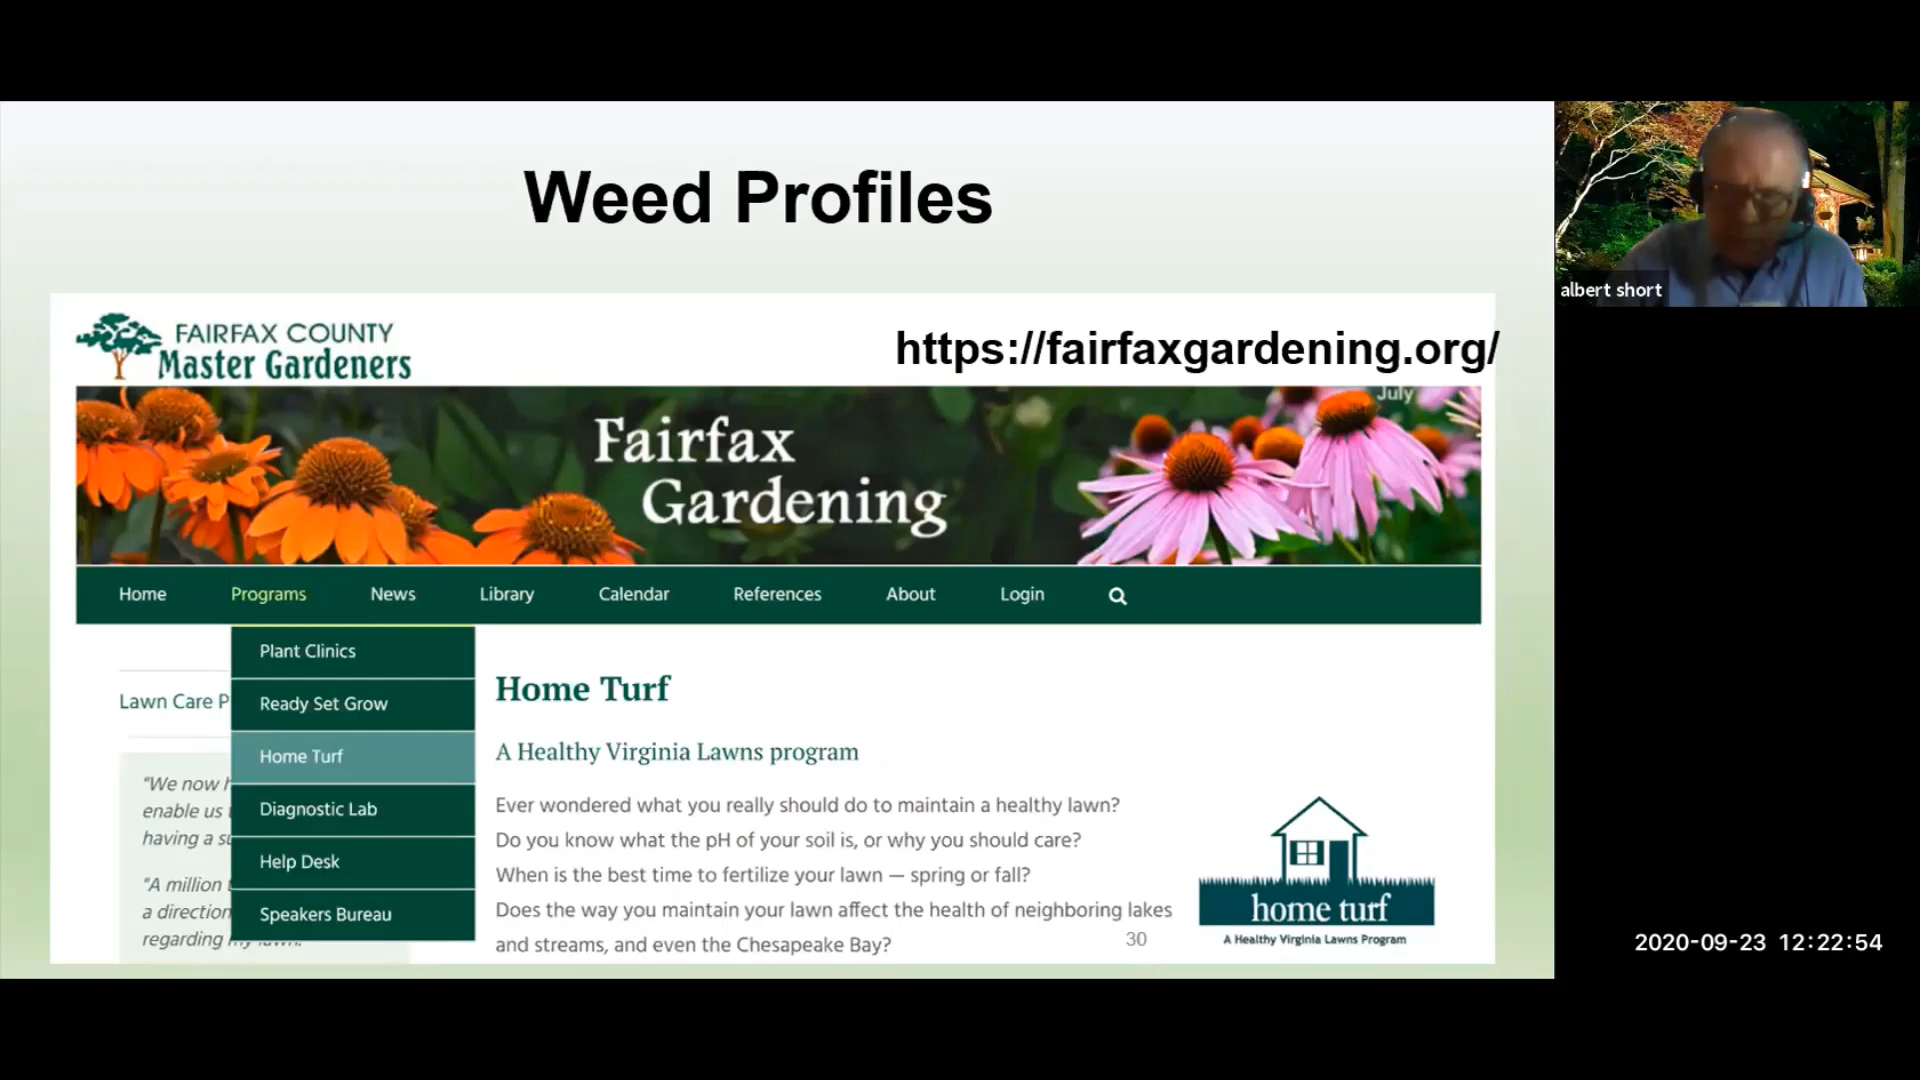 Weed Profiles
FAIRFAX COUNTY
Master Gardeners
https://fairfaxgardening.org/
July
Fairfax
Gardening
Home Programs News Library Calendar References About Login
Plant Clinics
Ready Set Grow
Home Turf
Diagnostic Lab
Help Desk
Speakers Bureau
Lawn Care P
"We now h
enable us
having a su
"A million
a direction
regarding my lawn."
Home Turf
A Healthy Virginia Lawns program
Ever wondered what you really should do to maintain a healthy lawn?
Do you know what the pH of your soil is, or why you should care?
When is the best time to fertilize your lawn — spring or fall?
Does the way you maintain your lawn affect the health of neighboring lakes
and streams, and even the Chesapeake Bay?
home turf
A Healthy Virginia Lawns Program
30
albert short
2020-09-23 12:22:54